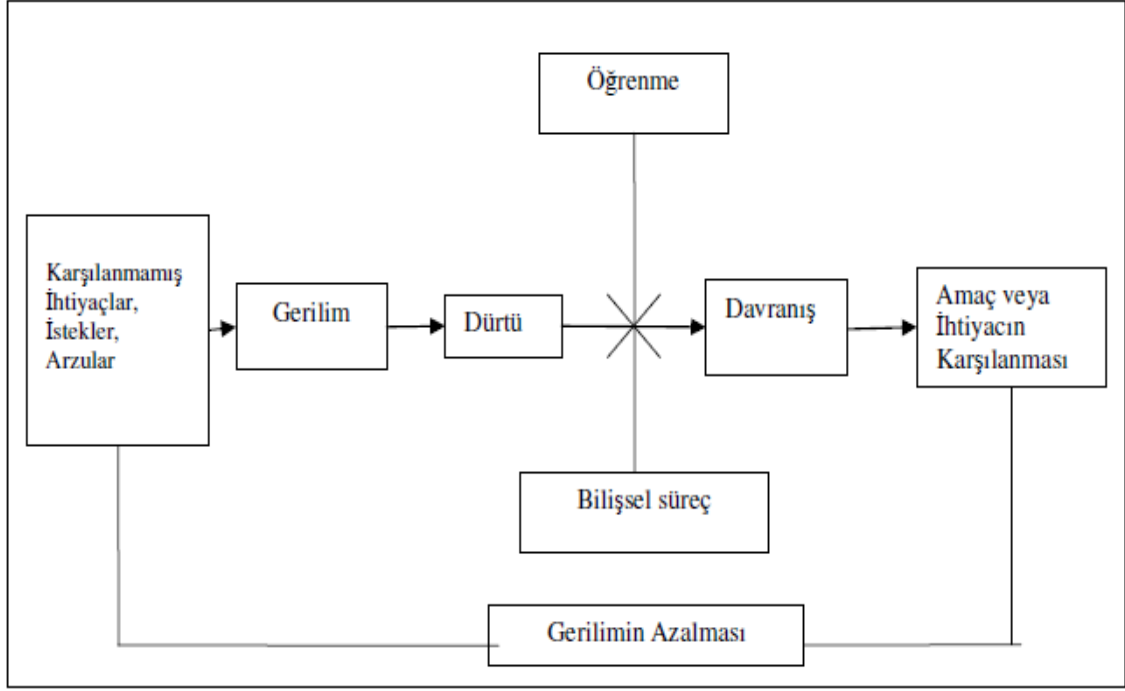 Öğrenme
Karşılanmamış
İhtiyaçlar,
İstekler,
Arzular
Gerilim
Dürtü
Davranış
Amaç veya
İhtiyacın
Karşılanması
Bilişsel süreç
Gerilimin Azalması